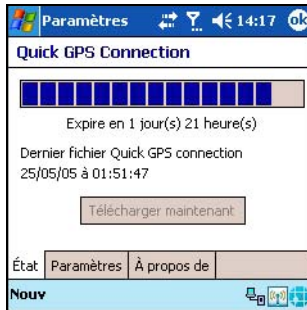 Paramètres 14:17 ok
Quick GPS Connection
Expire en 1 jour(s) 21 heure(s)
Dernier fichier Quick GPS connection
25/05/05 à 01:51:47
Télécharger maintenant
État Paramètres À propos de
Nouv